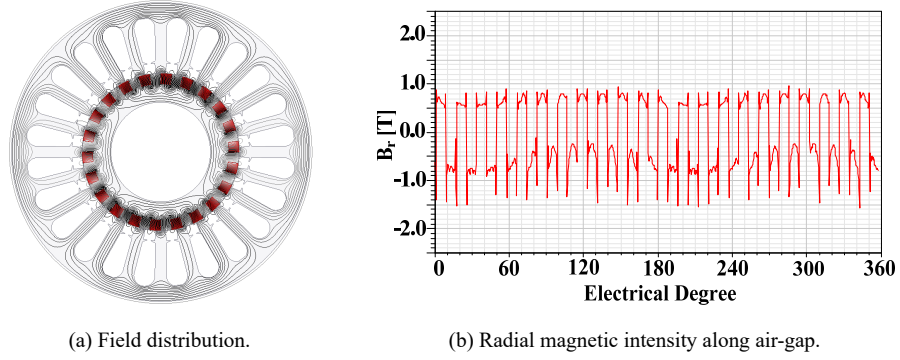 2.0
1.0
0.0
-1.0
-2.0
B_r [T]
0 60 120 180 240 300 360
Electrical Degree
(a) Field distribution. (b) Radial magnetic intensity along air-gap.